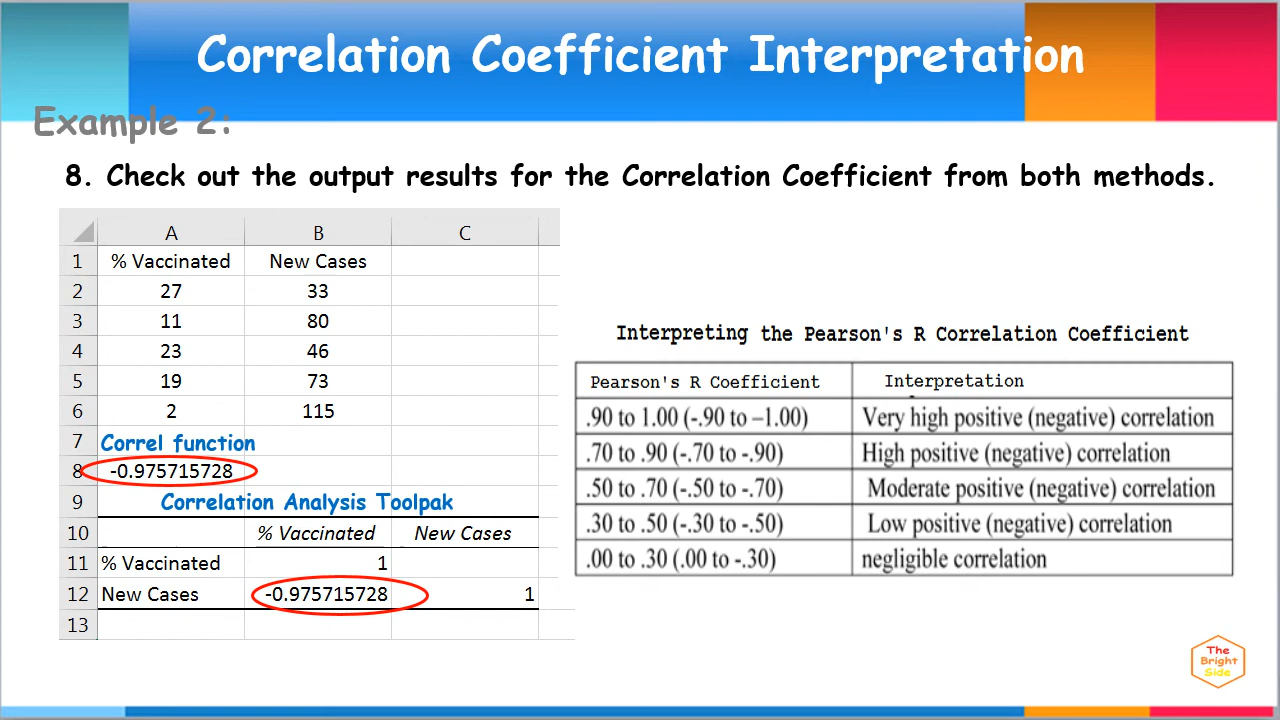 Correlation Coefficient Interpretation
Example 2:
8. Check out the output results for the Correlation Coefficient from both methods.
A B C
1 % Vaccinated New Cases
2 27 33
3 11 80
4 23 46
5 19 73
6 2 115
7 Correl function
8 -0.975715728
9 Correlation Analysis Toolpak
10 % Vaccinated New Cases
11 % Vaccinated 1
12 New Cases -0.975715728 1
13
Interpreting the Pearson's R Correlation Coefficient
Pearson's R Coefficient Interpretation
.90 to 1.00 (-.90 to –1.00) Very high positive (negative) correlation
.70 to .90 (-.70 to -.90) High positive (negative) correlation
.50 to .70 (-.50 to -.70) Moderate positive (negative) correlation
.30 to .50 (-.30 to -.50) Low positive (negative) correlation
.00 to .30 (.00 to -.30) negligible correlation
The
Bright
Side